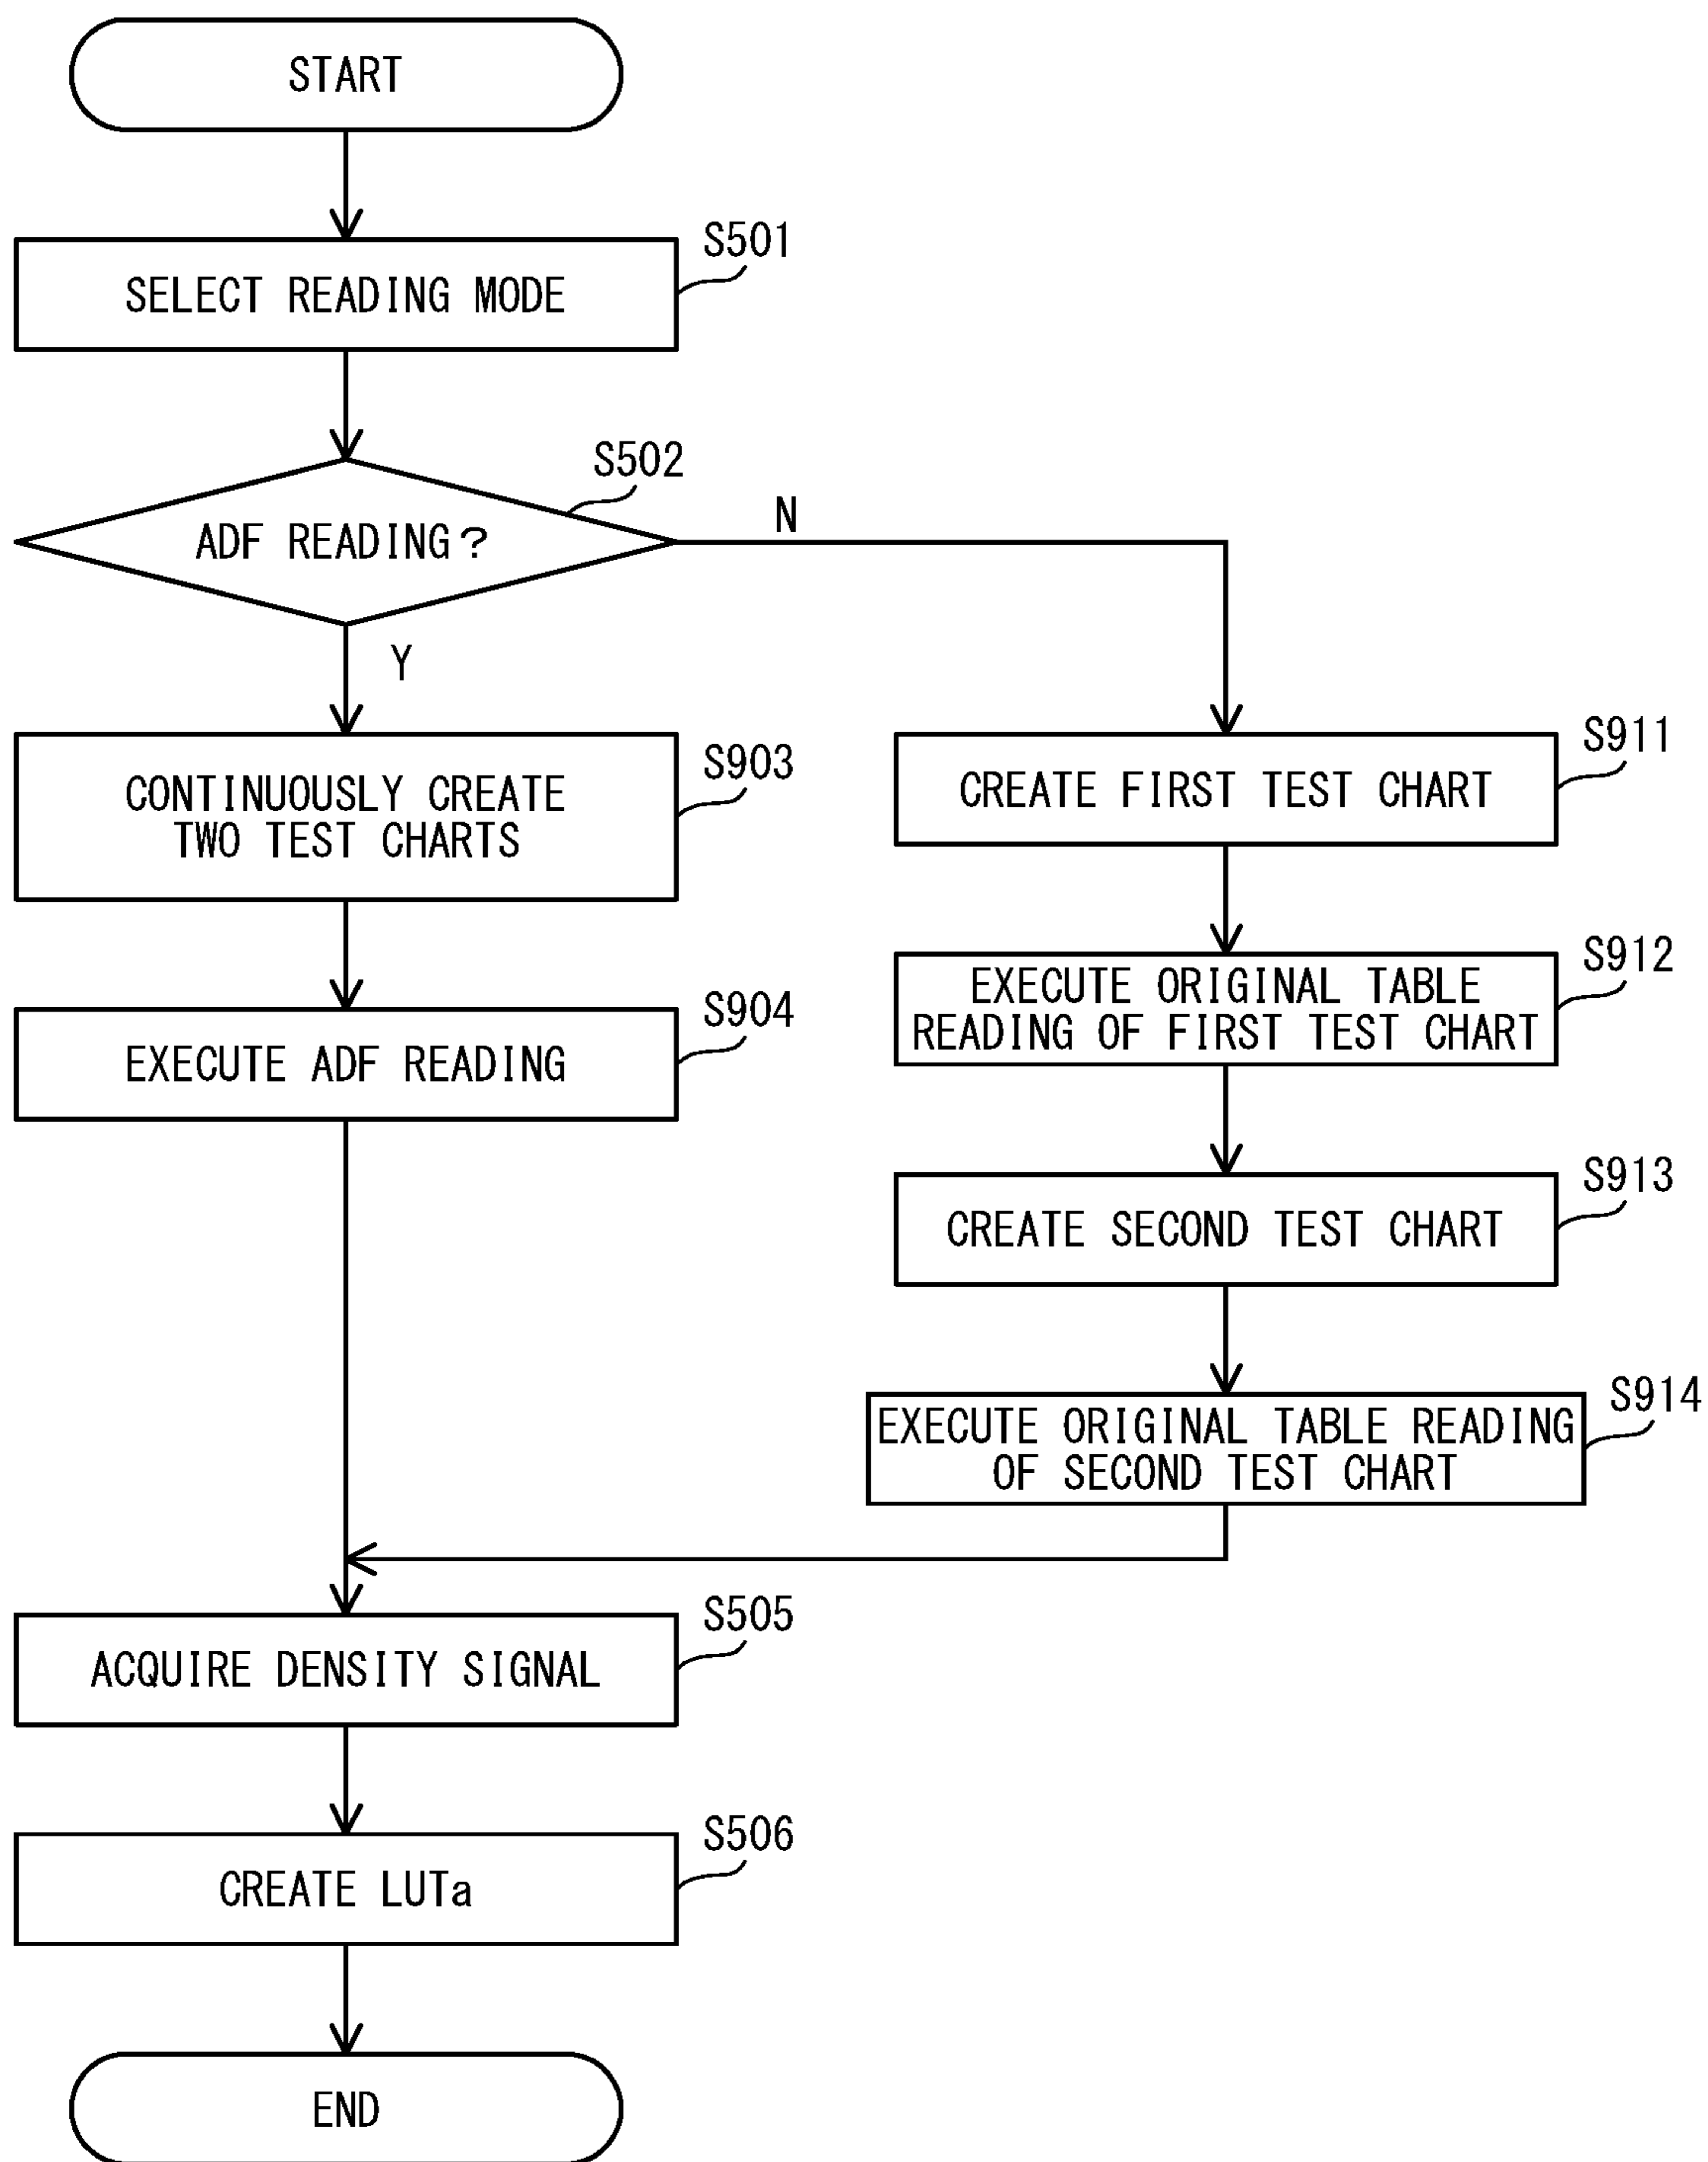 START
S501
SELECT READING MODE
S502
ADF READING?
N
Y
S903
CONTINUOUSLY CREATE
TWO TEST CHARTS
S904
EXECUTE ADF READING
S911
CREATE FIRST TEST CHART
S912
EXECUTE ORIGINAL TABLE
READING OF FIRST TEST CHART
S913
CREATE SECOND TEST CHART
S914
EXECUTE ORIGINAL TABLE READING
OF SECOND TEST CHART
S505
ACQUIRE DENSITY SIGNAL
S506
CREATE LUTa
END